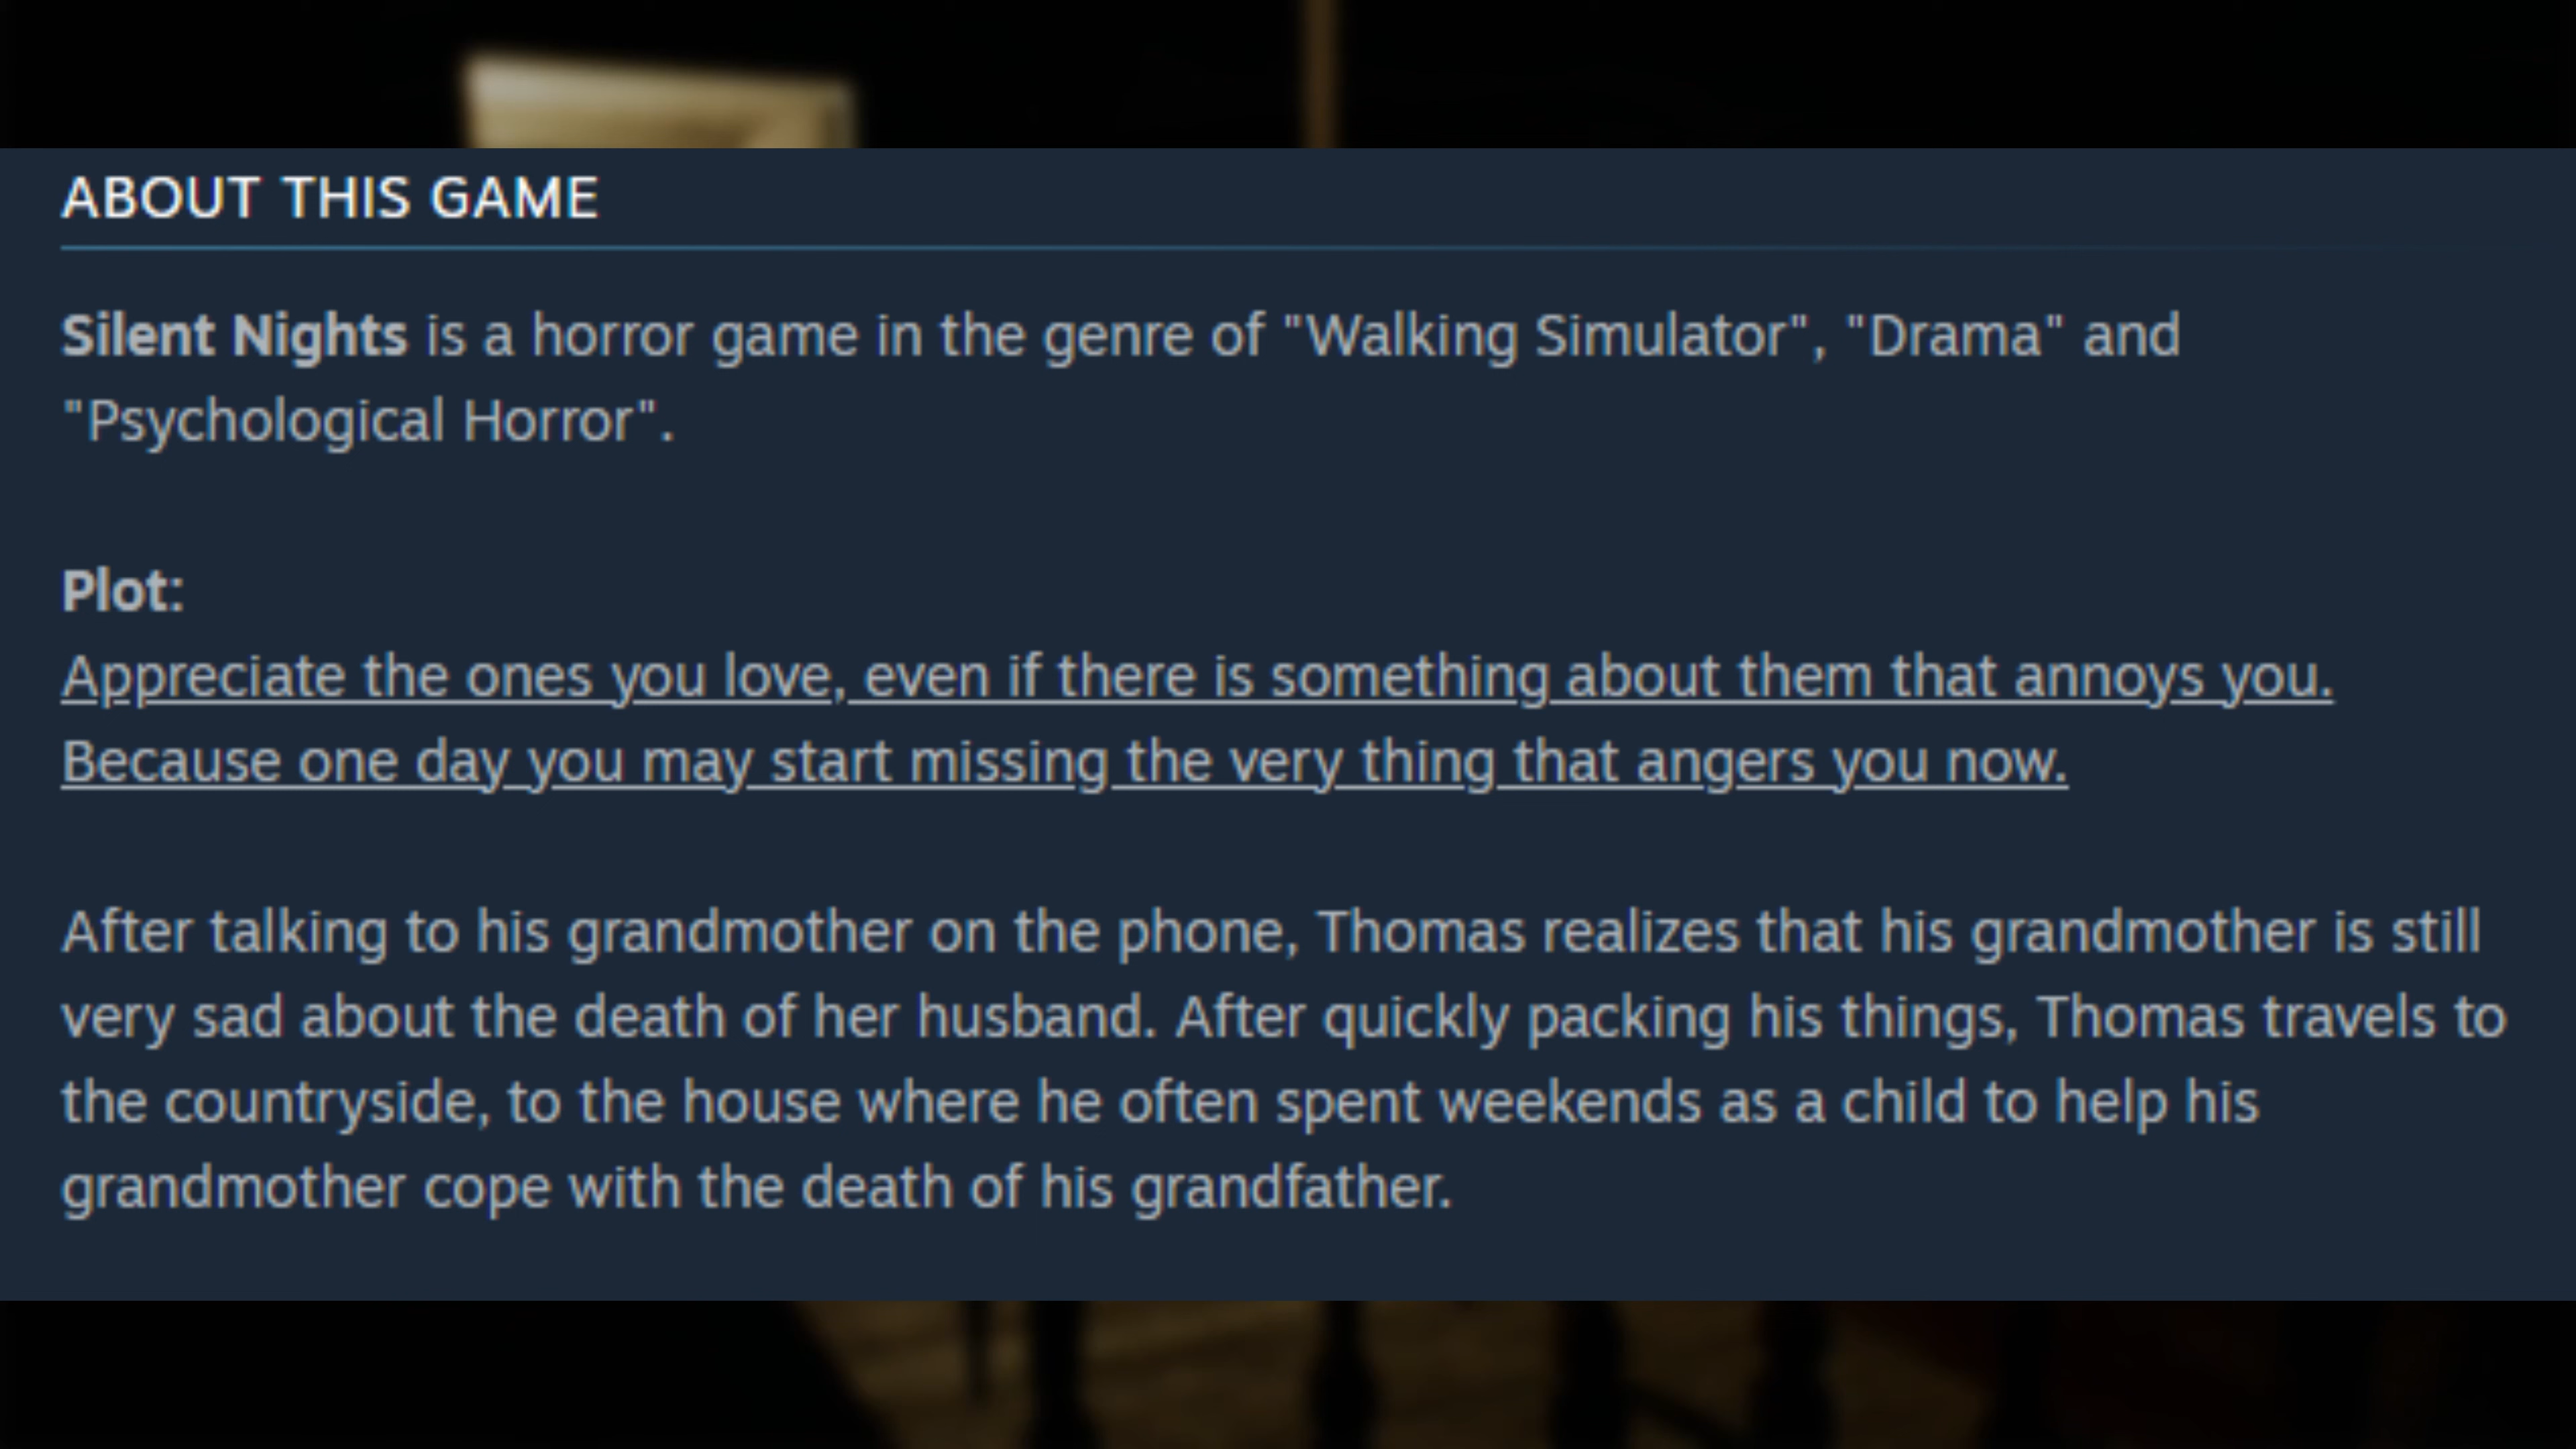 ABOUT THIS GAME
Silent Nights is a horror game in the genre of "Walking Simulator", "Drama" and
"Psychological Horror".
Plot:
Appreciate the ones you love, even if there is something about them that annoys you.
Because one day you may start missing the very thing that angers you now.
After talking to his grandmother on the phone, Thomas realizes that his grandmother is still
very sad about the death of her husband. After quickly packing his things, Thomas travels to
the countryside, to the house where he often spent weekends as a child to help his
grandmother cope with the death of his grandfather.